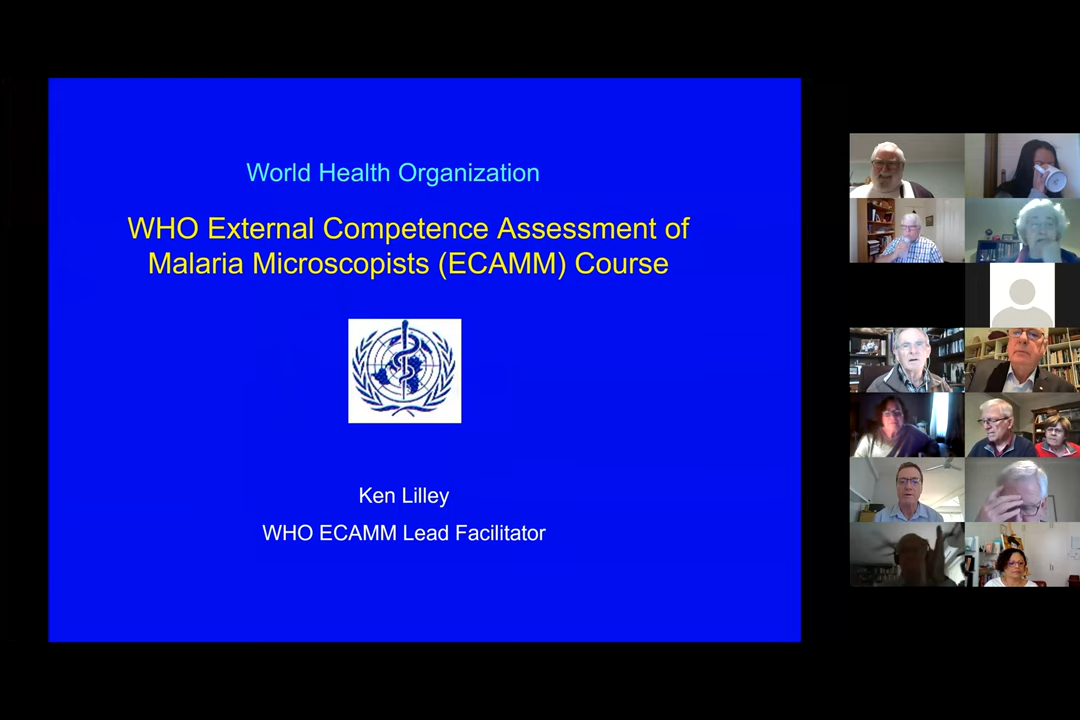 World Health Organization
WHO External Competence Assessment of
Malaria Microscopists (ECAMM) Course
Ken Lilley
WHO ECAMM Lead Facilitator